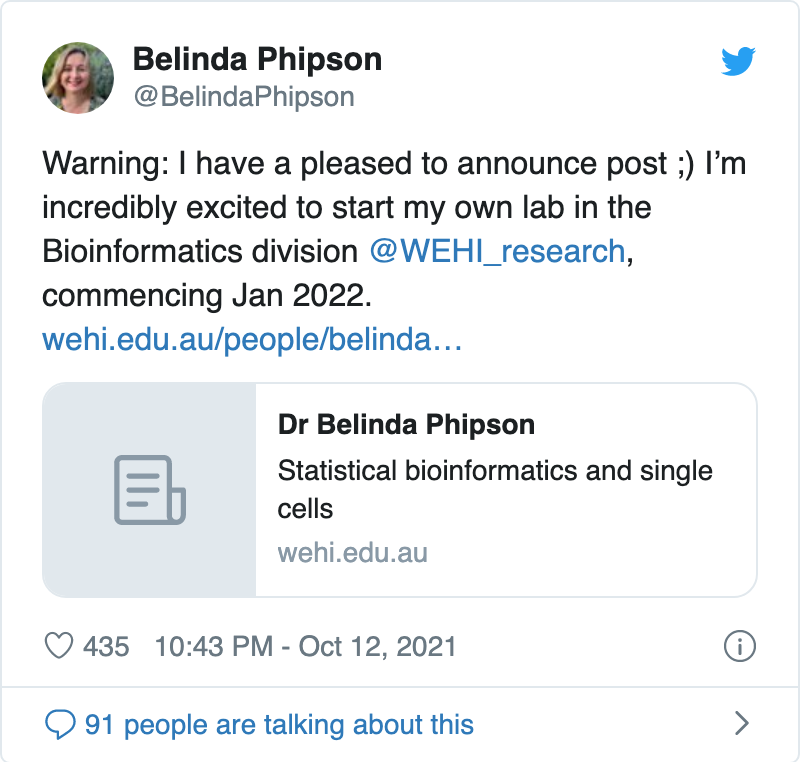 Belinda Phipson
@BelindaPhipson
Warning: I have a pleased to announce post ;) I’m
incredibly excited to start my own lab in the
Bioinformatics division @WEHI_research,
commencing Jan 2022.
wehi.edu.au/people/belinda…
Dr Belinda Phipson
Statistical bioinformatics and single
cells
wehi.edu.au
435 10:43 PM - Oct 12, 2021
91 people are talking about this